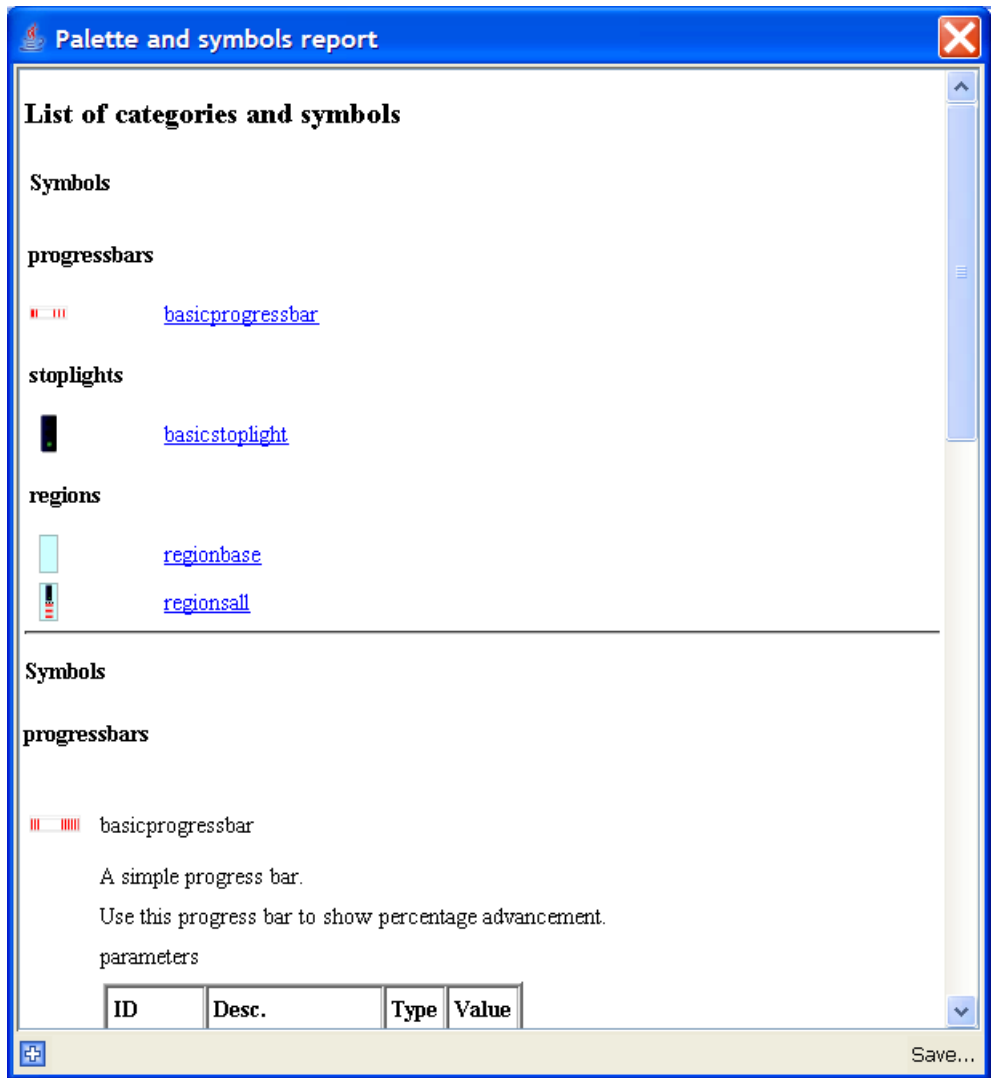 Palette and symbols report
List of categories and symbols
Symbols
progressbars
basicprogressbar
stoplights
basicstoplight
regions
regionbase
regionsall
Symbols
progressbars
basicprogressbar
A simple progress bar.
Use this progress bar to show percentage advancement.
parameters
ID Desc. Type Value
Save...